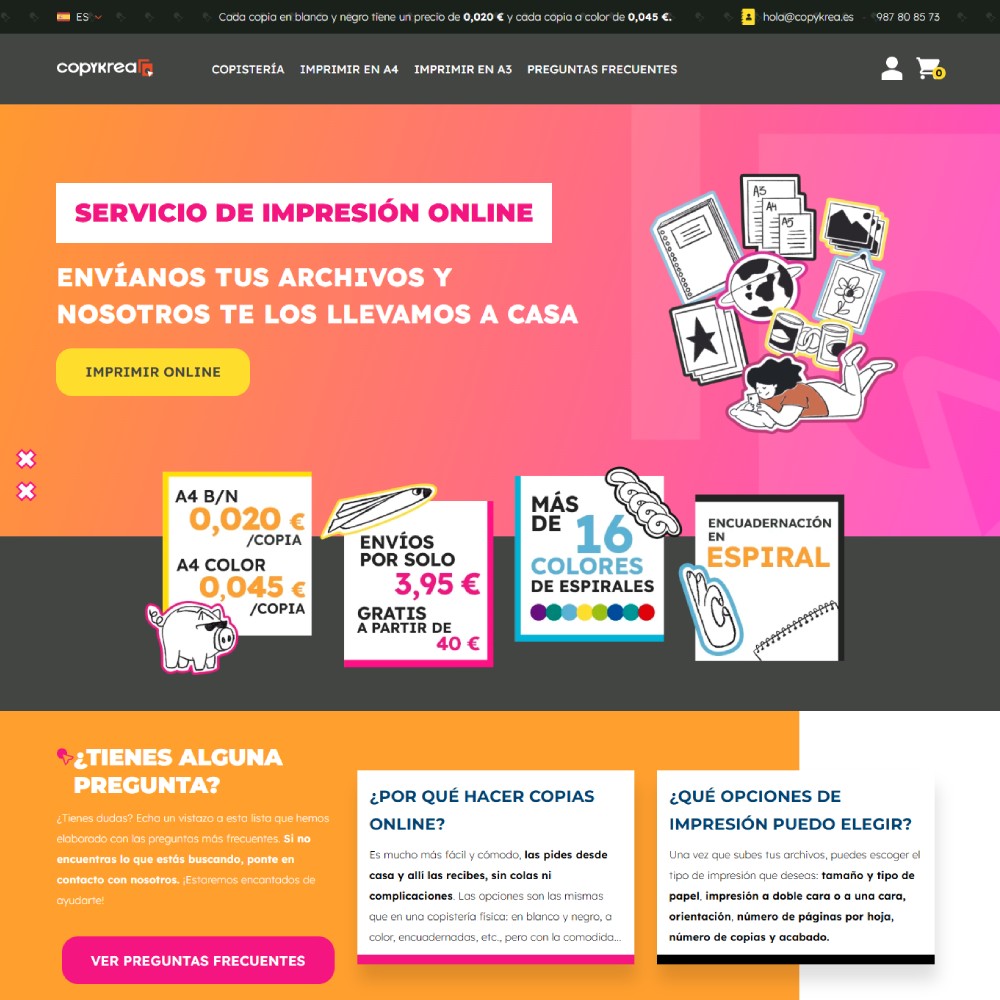 ES
Cada copia en blanco y negro tiene un precio de 0,020 € y cada copia a color de 0,045 €.
hola@copykrea.es
987 80 85 73
copykrea
COPISTERÍA
IMPRIMIR EN A4
IMPRIMIR EN A3
PREGUNTAS FRECUENTES
0
SERVICIO DE IMPRESIÓN ONLINE
ENVÍANOS TUS ARCHIVOS Y
NOSOTROS TE LOS LLEVAMOS A CASA
IMPRIMIR ONLINE
A3
A4
A5
A4 B/N
0,020 €
/COPIA
A4 COLOR
0,045 €
/COPIA
ENVÍOS
POR SOLO
3,95 €
GRATIS
A PARTIR DE
40 €
MÁS
DE 16
COLORES
DE ESPIRALES
ENCUADERNACIÓN
EN
ESPIRAL
¿TIENES ALGUNA
PREGUNTA?
¿Tienes dudas? Echa un vistazo a esta lista que hemos
elaborado con las preguntas más frecuentes. Si no
encuentras lo que estás buscando, ponte en
contacto con nosotros. ¡Estaremos encantados de
ayudarte!
VER PREGUNTAS FRECUENTES
¿POR QUÉ HACER COPIAS
ONLINE?
Es mucho más fácil y cómodo, las pides desde
casa y allí las recibes, sin colas ni
complicaciones. Las opciones son las mismas
que en una copistería física: en blanco y negro, a
color, encuadernadas, etc., pero con la comodida...
¿QUÉ OPCIONES DE
IMPRESIÓN PUEDO ELEGIR?
Una vez que subes tus archivos, puedes escoger el
tipo de impresión que deseas: tamaño y tipo de
papel, impresión a doble cara o a una cara,
orientación, número de páginas por hoja,
número de copias y acabado.